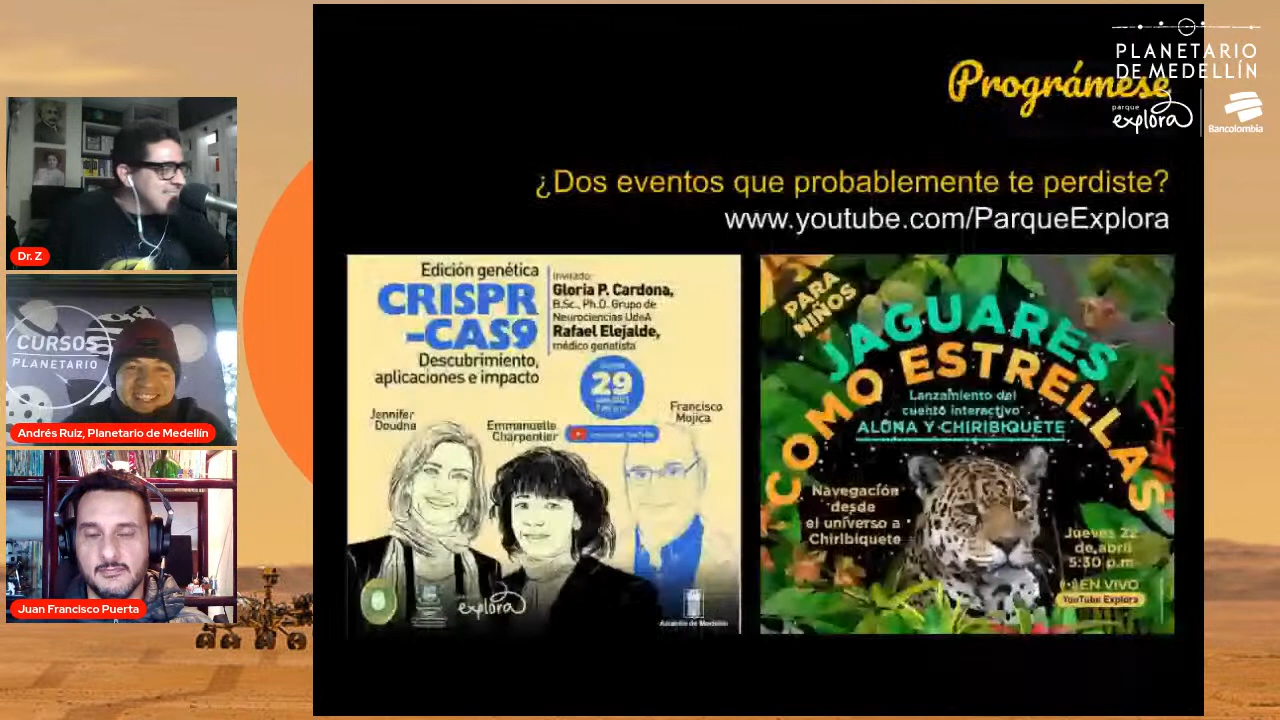 PLANETARIO
DE MEDELLÍN
Prográmese
parque
explora
Bancolombia
¿Dos eventos que probablemente te perdiste?
www.youtube.com/ParqueExplora
Dr. Z
CURSOS
PLANETARIO
Andrés Ruiz, Planetario de Medellín
Juan Francisco Puerta
Edición genética
CRISPR
-CAS9
Descubrimiento,
aplicaciones e impacto
Invitado:
Gloria P. Cardona,
B.Sc., Ph.D. Grupo de
Neurociencias UdeA
Rafael Elejalde,
médico genetista
29
Jennifer
Doudna
Emmanuelle
Charpentier
Francisco
Mojica
explora
Alcaldía de Medellín
PARA
NIÑOS
JAGUARES
COMO ESTRELLAS
Lanzamiento del
cuento interactivo
ALUNA Y CHIRIBIQUETE
Navegación
desde
el universo a
Chiribiquete
Jueves 22
de abril
5:30 p.m
EN VIVO
YouTube Explora